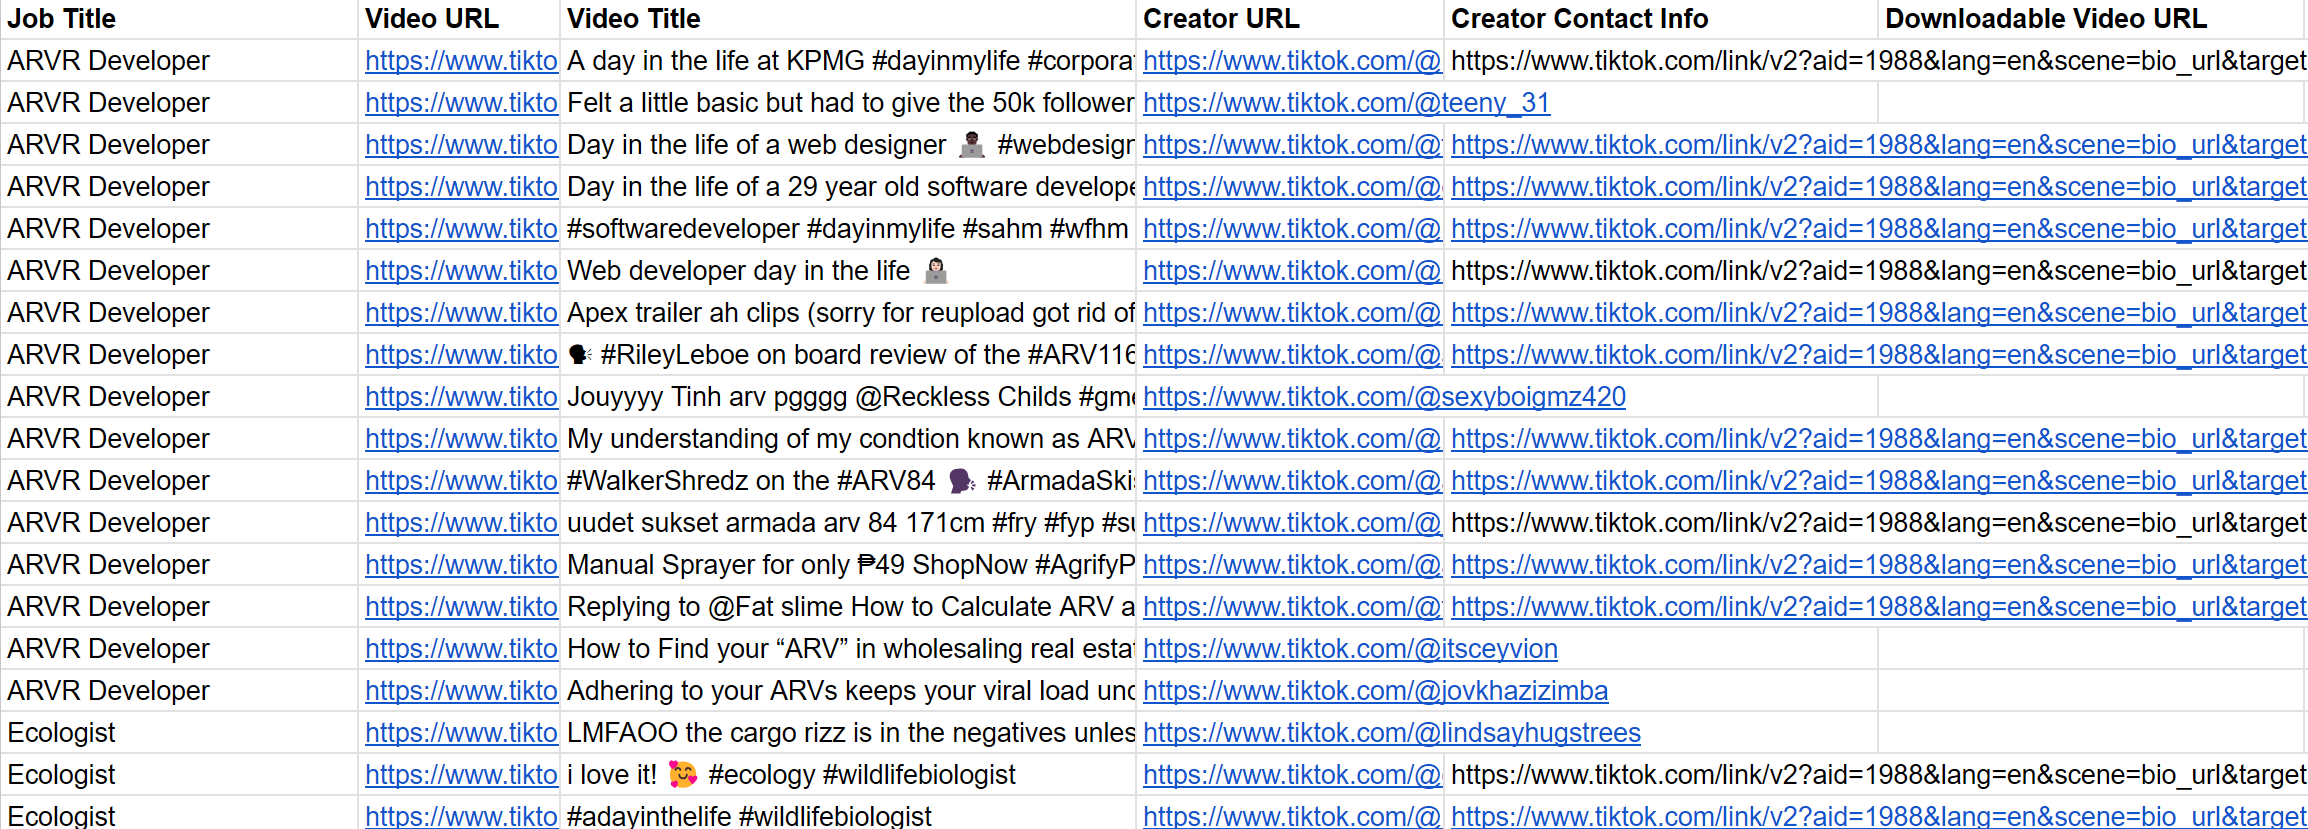 Job Title Video URL Video Title Creator URL Creator Contact Info Downloadable Video URL
ARVR Developer https://www.tikto A day in the life at KPMG #dayinmylife #corpora https://www.tiktok.com/@ https://www.tiktok.com/link/v2?aid=1988&lang=en&scene=bio_url&target
ARVR Developer https://www.tikto Felt a little basic but had to give the 50k follower https://www.tiktok.com/@teeny_31
ARVR Developer https://www.tikto Day in the life of a web designer 👨🏿‍💻 #webdesign https://www.tiktok.com/@ https://www.tiktok.com/link/v2?aid=1988&lang=en&scene=bio_url&target
ARVR Developer https://www.tikto Day in the life of a 29 year old software develope https://www.tiktok.com/@ https://www.tiktok.com/link/v2?aid=1988&lang=en&scene=bio_url&target
ARVR Developer https://www.tikto #softwaredeveloper #dayinmylife #sahm #wfhm https://www.tiktok.com/@ https://www.tiktok.com/link/v2?aid=1988&lang=en&scene=bio_url&target
ARVR Developer https://www.tikto Web developer day in the life 👩🏻‍💻 https://www.tiktok.com/@ https://www.tiktok.com/link/v2?aid=1988&lang=en&scene=bio_url&target
ARVR Developer https://www.tikto Apex trailer ah clips (sorry for reupload got rid of https://www.tiktok.com/@ https://www.tiktok.com/link/v2?aid=1988&lang=en&scene=bio_url&target
ARVR Developer https://www.tikto 🗣 #RileyLeboe on board review of the #ARV116 https://www.tiktok.com/@ https://www.tiktok.com/link/v2?aid=1988&lang=en&scene=bio_url&target
ARVR Developer https://www.tikto Jouyyyy Tinh arv pgggg @Reckless Childs #gm https://www.tiktok.com/@sexyboigmz420
ARVR Developer https://www.tikto My understanding of my condtion known as ARV https://www.tiktok.com/@ https://www.tiktok.com/link/v2?aid=1988&lang=en&scene=bio_url&target
ARVR Developer https://www.tikto #WalkerShredz on the #ARV84 🗣️ #ArmadaSki https://www.tiktok.com/@ https://www.tiktok.com/link/v2?aid=1988&lang=en&scene=bio_url&target
ARVR Developer https://www.tikto uudet sukset armada arv 84 171cm #fry #fyp #su https://www.tiktok.com/@ https://www.tiktok.com/link/v2?aid=1988&lang=en&scene=bio_url&target
ARVR Developer https://www.tikto Manual Sprayer for only ₱49 ShopNow #AgrifyP https://www.tiktok.com/@ https://www.tiktok.com/link/v2?aid=1988&lang=en&scene=bio_url&target
ARVR Developer https://www.tikto Replying to @Fat slime How to Calculate ARV a https://www.tiktok.com/@ https://www.tiktok.com/link/v2?aid=1988&lang=en&scene=bio_url&target
ARVR Developer https://www.tikto How to Find your “ARV” in wholesaling real esta https://www.tiktok.com/@itsceyvion
ARVR Developer https://www.tikto Adhering to your ARVs keeps your viral load und https://www.tiktok.com/@jovkhazizimba
Ecologist https://www.tikto LMFAOO the cargo rizz is in the negatives unles https://www.tiktok.com/@lindsayhugstrees
Ecologist https://www.tikto i love it! 🥰 #ecology #wildlifebiologist https://www.tiktok.com/@ https://www.tiktok.com/link/v2?aid=1988&lang=en&scene=bio_url&target
Ecologist https://www.tikto #adayinthelife #wildlifebiologist https://www.tiktok.com/@ https://www.tiktok.com/link/v2?aid=1988&lang=en&scene=bio_url&target